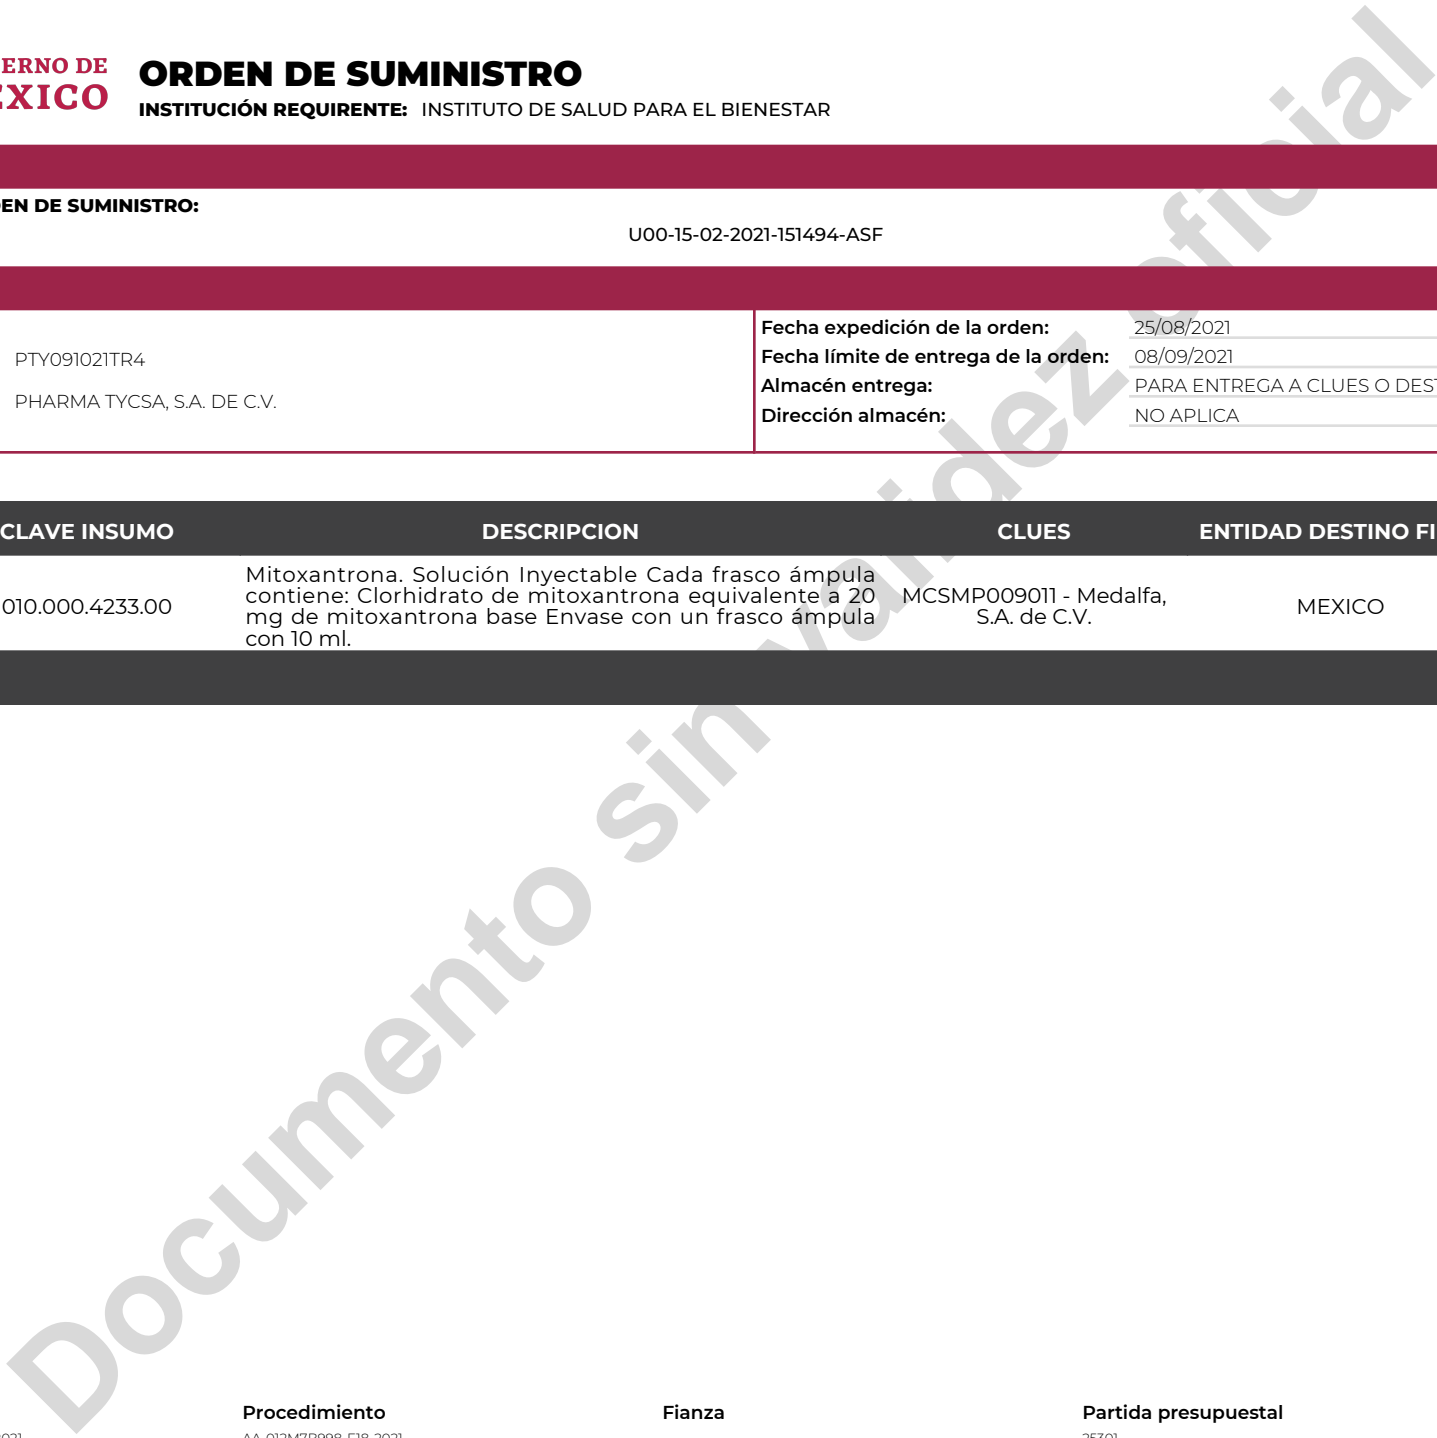 ERNO DE
EXICO
ORDEN DE SUMINISTRO
INSTITUCIÓN REQUIRENTE: INSTITUTO DE SALUD PARA EL BIENESTAR
EN DE SUMINISTRO:
U00-15-02-2021-151494-ASF
PTY091021TR4
PHARMA TYCSA, S.A. DE C.V.
Fecha expedición de la orden: 25/08/2021
Fecha límite de entrega de la orden: 08/09/2021
Almacén entrega: PARA ENTREGA A CLUES O DEST
Dirección almacén: NO APLICA
CLAVE INSUMO DESCRIPCION CLUES ENTIDAD DESTINO FI
010.000.4233.00
Mitoxantrona. Solución Inyectable Cada frasco ámpula
contiene: Clorhidrato de mitoxantrona equivalente a 20
mg de mitoxantrona base Envase con un frasco ámpula
con 10 ml.
MCSMP009011 - Medalfa,
S.A. de C.V.
MEXICO
Documento sin validez oficial
Procedimiento Fianza Partida presupuestal